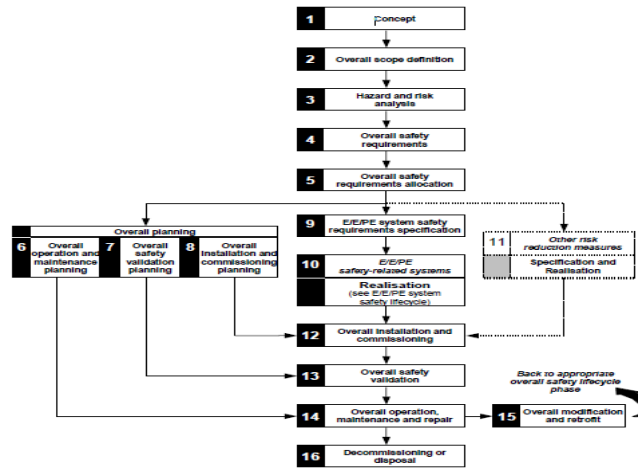 1 Concept
2 Overall scope definition
3 Hazard and risk
analysis
4 Overall safety
requirements
5 Overall safety
requirements allocation
Overall planning
6 Overall
operation and
maintenance
planning
7 Overall
safety
validation
planning
8 Overall
installation and
commissioning
planning
9 E/E/PE system safety
requirements specification
10 E/E/PE
safety-related systems
Realisation
(see E/E/PE system
safety lifecycle)
11 Other risk
reduction measures
Specification and
Realisation
12 Overall installation and
commissioning
13 Overall safety
validation
Back to appropriate
overall safety lifecycle
phase
14 Overall operation,
maintenance and repair
15 Overall modification
and retrofit
16 Decommissioning or
disposal